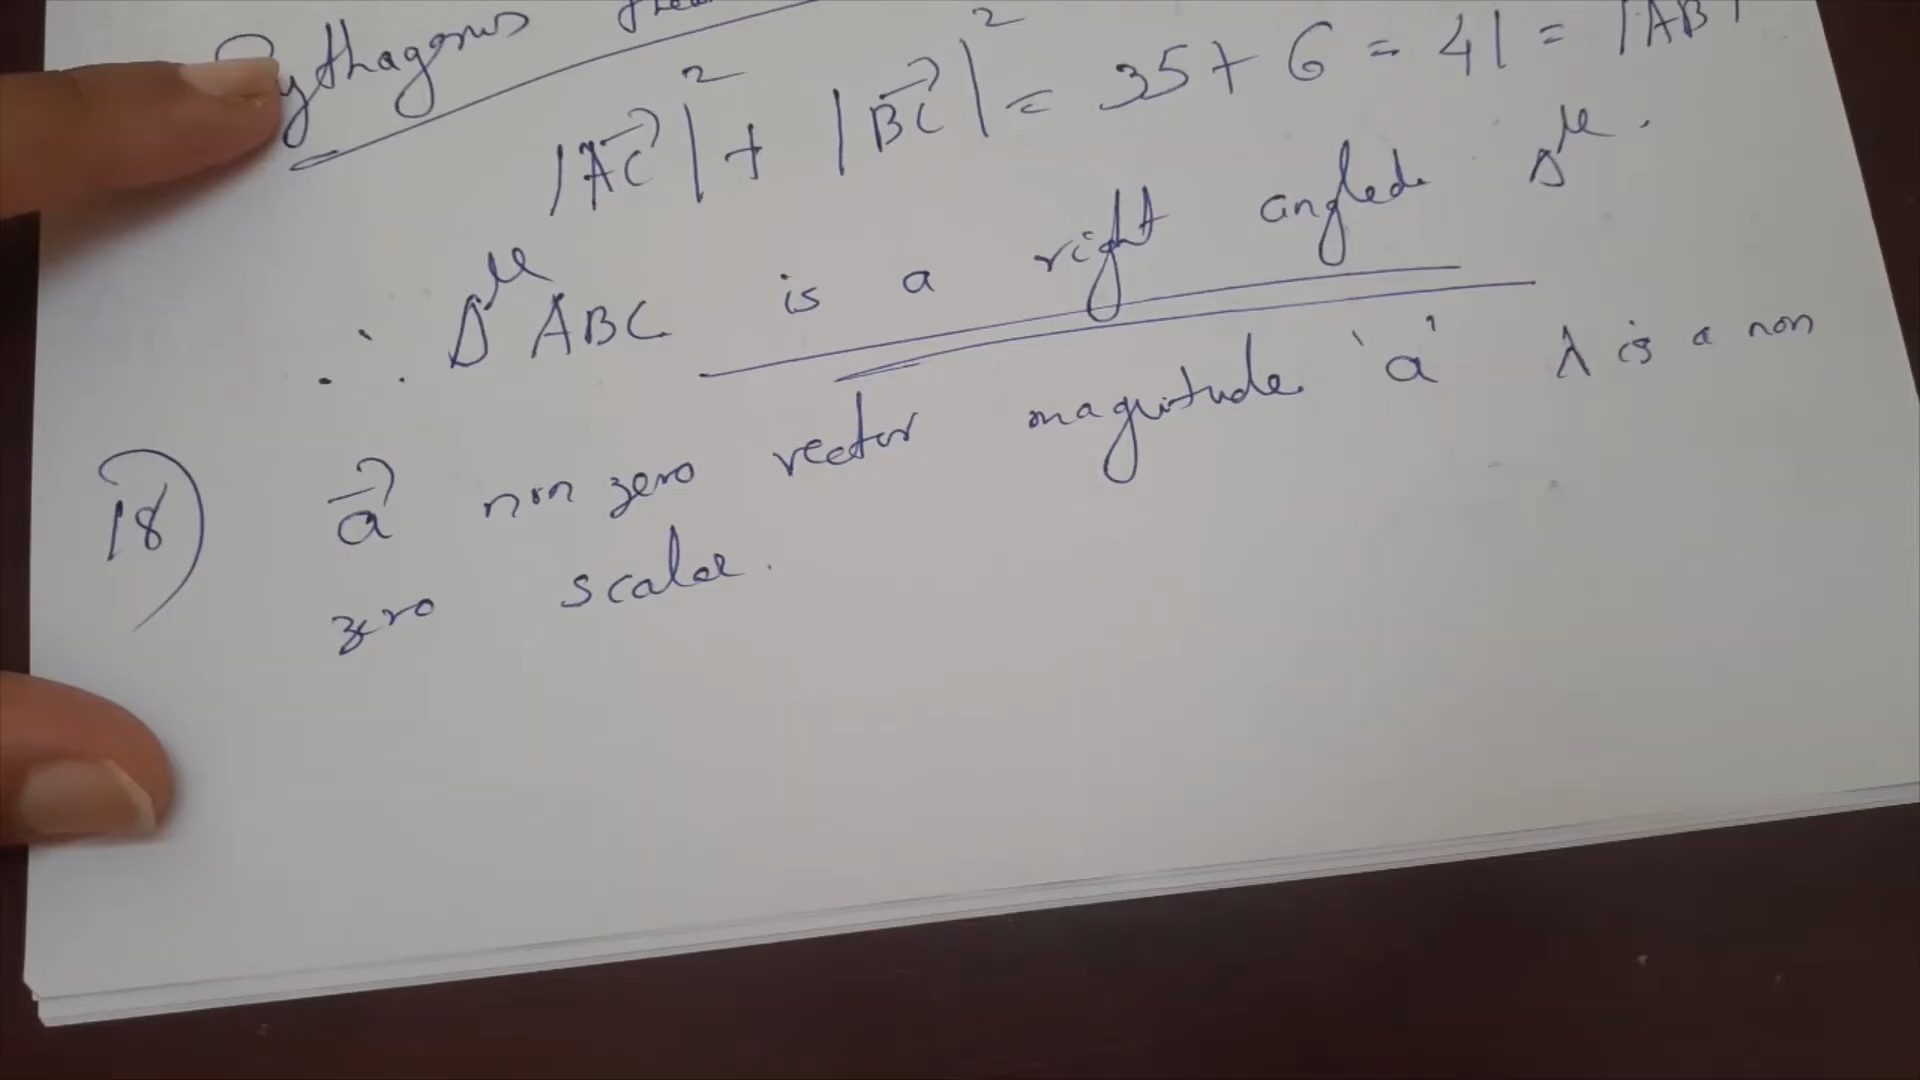 Pythagorus
|AC|² + |BC|² = 35 + 6 = 41 = |AB|
∴ Δle ABC is a right angled Δle.
18) a⃗ non zero vector magnitude 'a' λ is a non
zero scalar.